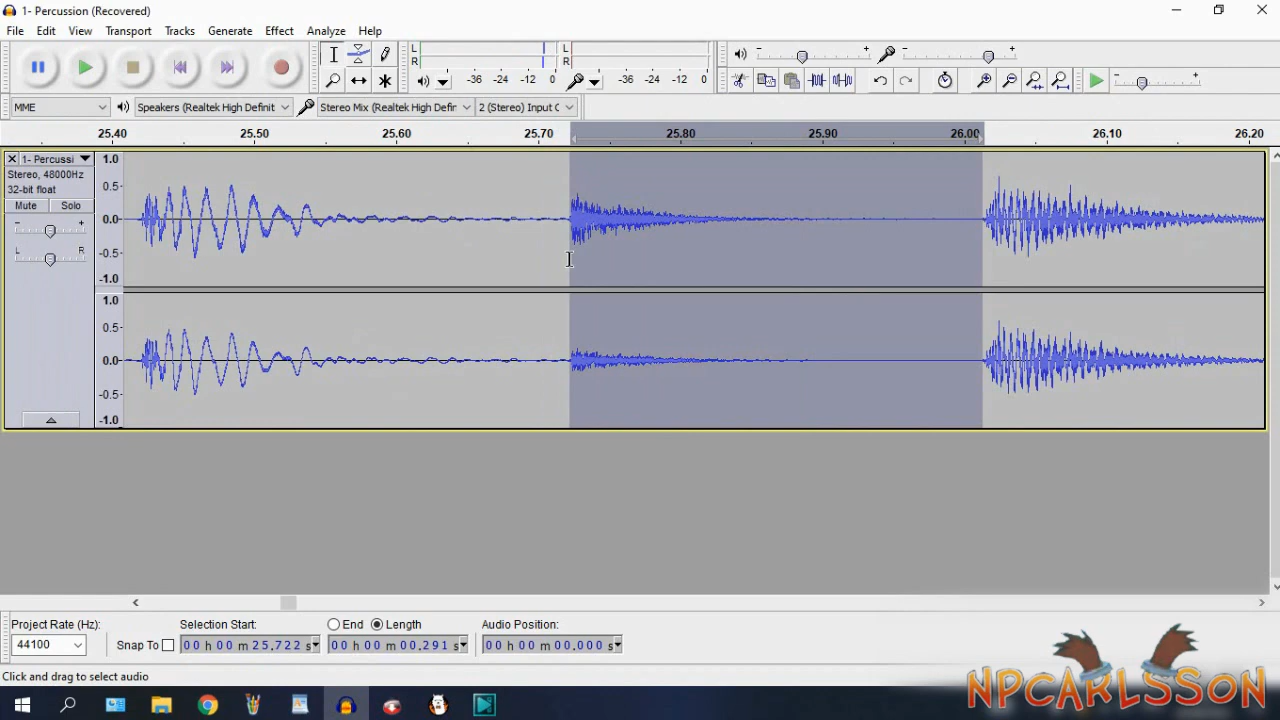 1- Percussion (Recovered)
File Edit View Transport Tracks Generate Effect Analyze Help
L R -36 -24 -12 0 L R -36 -24 -12 0
MME Speakers (Realtek High Definit Stereo Mix (Realtek High Defir 2 (Stereo) Input C
25.40 25.50 25.60 25.70 25.80 25.90 26.00 26.10 26.20
1- Percussi
Stereo, 48000Hz
32-bit float
Mute Solo
- +
L R
1.0
0.5
0.0
-0.5
-1.0
1.0
0.5
0.0
-0.5
-1.0
Project Rate (Hz): Selection Start: End Length Audio Position:
44100 Snap To 00 h 00 m 25.722 s 00 h 00 m 00.291 s 00 h 00 m 00.000 s
Click and drag to select audio
NPCARLSSON